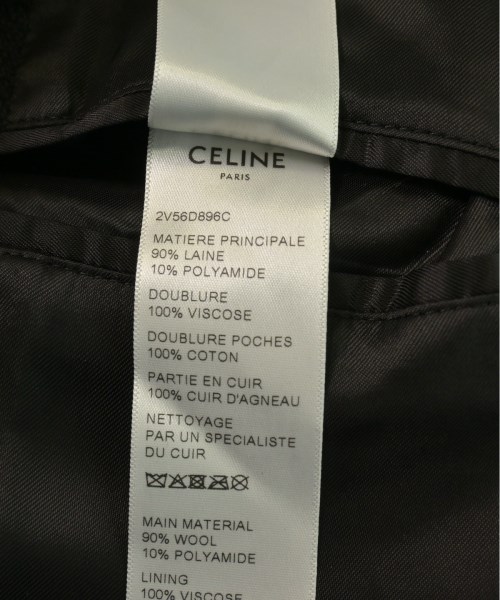 CELINE
PARIS
2V56D896C
MATIERE PRINCIPALE
90% LAINE
10% POLYAMIDE
DOUBLURE
100% VISCOSE
DOUBLURE POCHES
100% COTON
PARTIE EN CUIR
100% CUIR D'AGNEAU
NETTOYAGE
PAR UN SPECIALISTE
DU CUIR
MAIN MATERIAL
90% WOOL
10% POLYAMIDE
LINING
100% VISCOSE